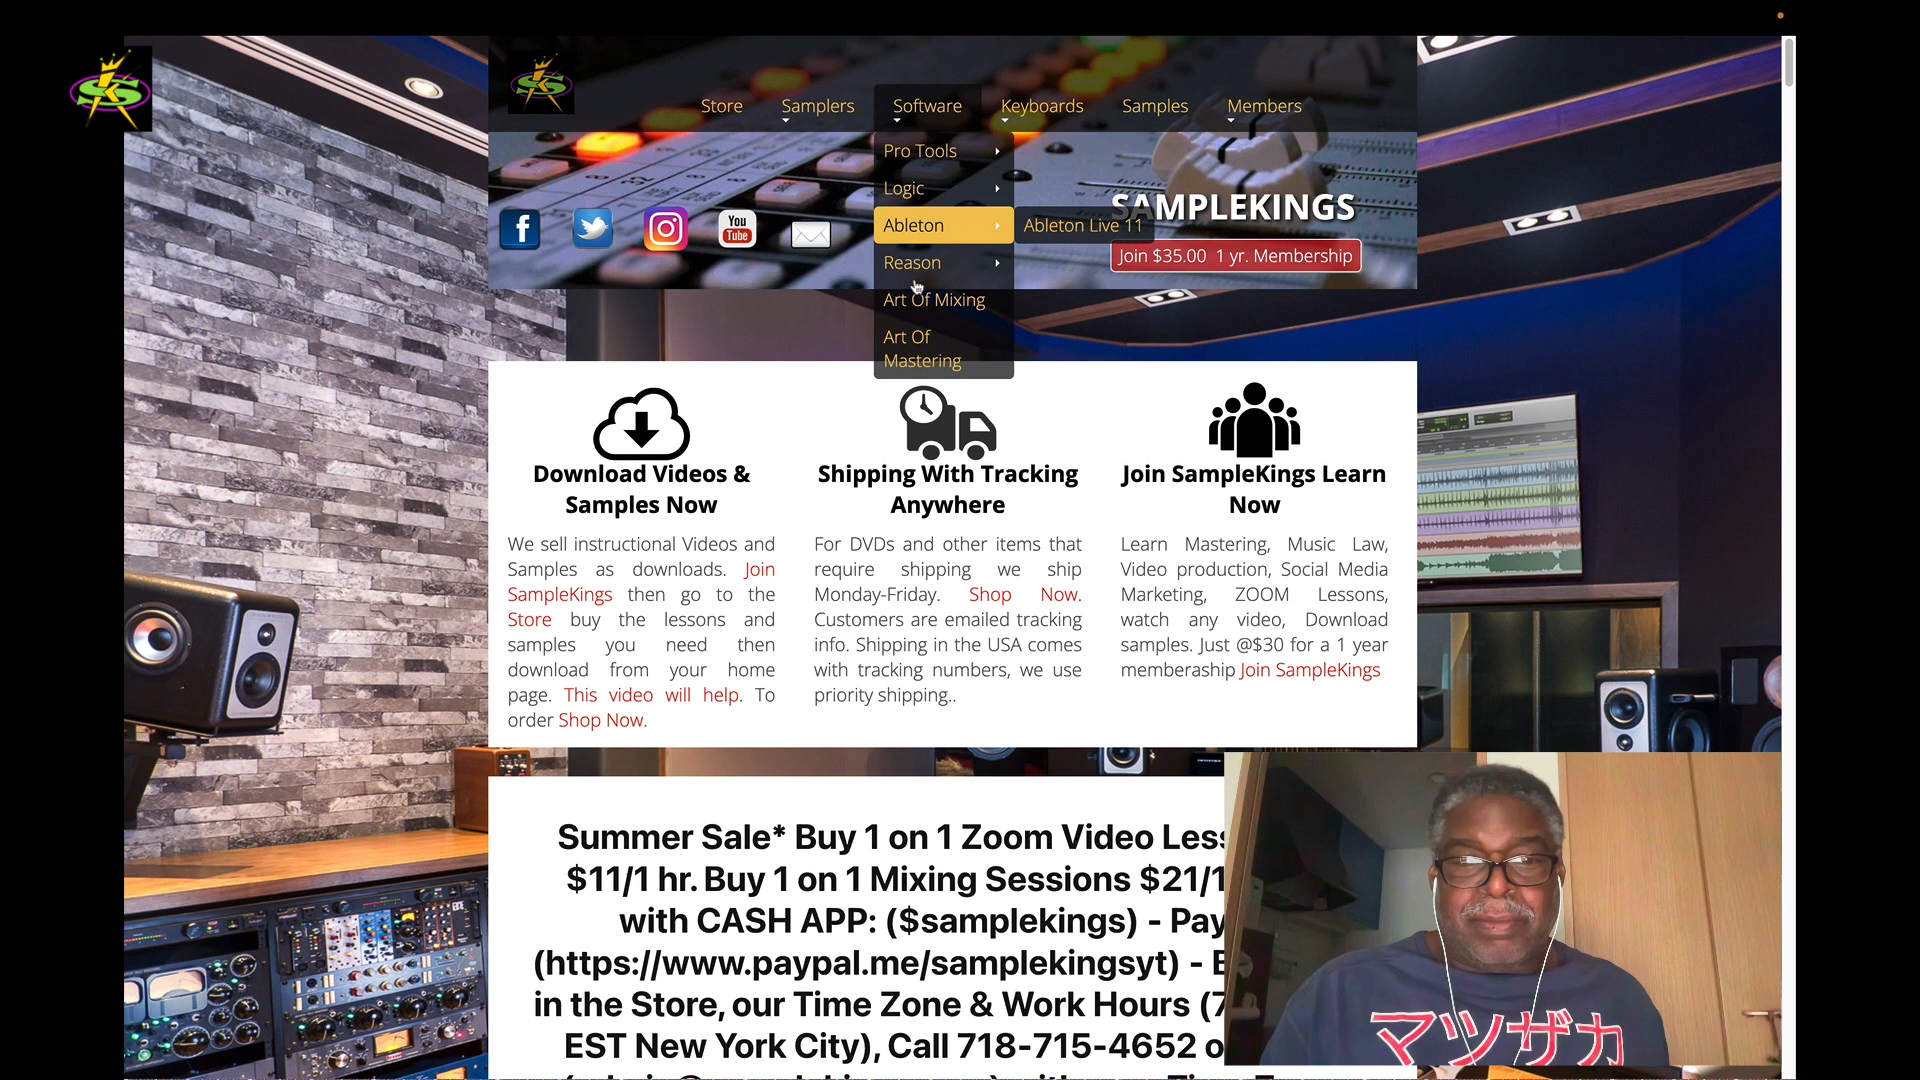 Store
Samplers
Software
Keyboards
Samples
Members
Pro Tools
Logic
Ableton
Ableton Live 11
Reason
Art Of Mixing
Art Of
Mastering
SAMPLEKINGS
Join $35.00 1 yr. Membership
f
You
Tube
Download Videos &
Samples Now
We sell instructional Videos and
Samples as downloads. Join
SampleKings then go to the
Store buy the lessons and
samples you need then
download from your home
page. This video will help. To
order Shop Now.
Shipping With Tracking
Anywhere
For DVDs and other items that
require shipping we ship
Monday-Friday. Shop Now.
Customers are emailed tracking
info. Shipping in the USA comes
with tracking numbers, we use
priority shipping..
Join SampleKings Learn
Now
Learn Mastering, Music Law,
Video production, Social Media
Marketing, ZOOM Lessons,
watch any video, Download
samples. Just @$30 for a 1 year
memberaship Join SampleKings
Summer Sale* Buy 1 on 1 Zoom Video
$11/1 hr. Buy 1 on 1 Mixing Sessions $21/1
with CASH APP: ($samplekings) - Pay
(https://www.paypal.me/samplekingsyt) -
in the Store, our Time Zone & Work Hours (7
EST New York City), Call 718-715-4652
マツザカ